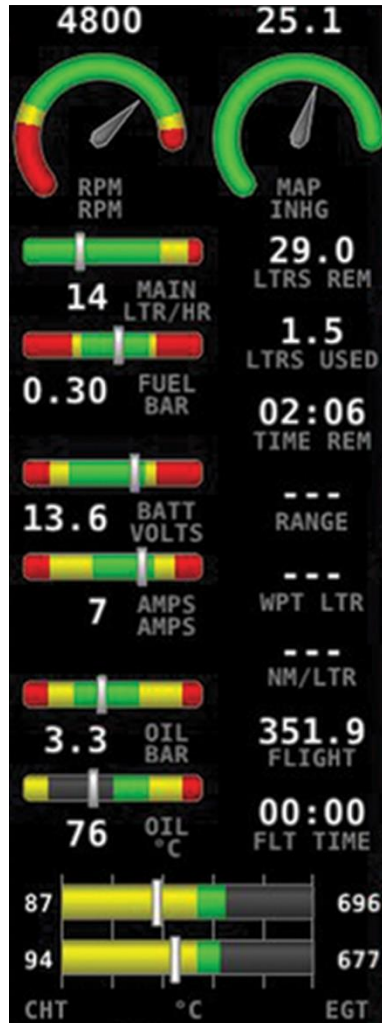 4800 25.1
RPM MAP
RPM INHG
29.0
LTRS REM
14 MAIN
LTR/HR
1.5
LTRS USED
0.30 FUEL
BAR
02:06
TIME REM
---
13.6 BATT
VOLTS
RANGE
---
7 AMPS
AMPS
WPT LTR
---
NM/LTR
3.3 OIL
BAR
351.9
FLIGHT
76 OIL
°C
00:00
FLT TIME
87 696
94 677
CHT °C EGT